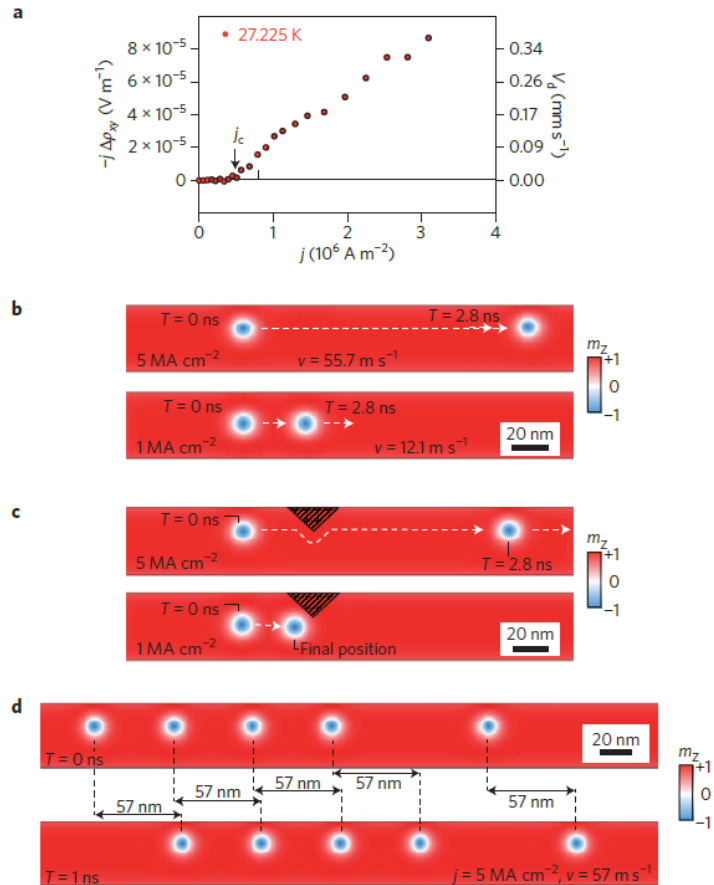 a
27.225 K
8 × 10⁻⁵
6 × 10⁻⁵
4 × 10⁻⁵
2 × 10⁻⁵
0
−j Δρxy (V m⁻¹)
jc
0.34
0.26
0.17
0.09
0.00
Vd (mm s⁻¹)
0 1 2 3 4
j (10⁶ A m⁻²)
b
T = 0 ns
T = 2.8 ns
5 MA cm⁻²
v = 55.7 m s⁻¹
T = 0 ns
T = 2.8 ns
1 MA cm⁻²
v = 12.1 m s⁻¹
20 nm
mz
+1
0
−1
c
T = 0 ns
5 MA cm⁻²
T = 2.8 ns
T = 0 ns
1 MA cm⁻²
Final position
20 nm
mz
+1
0
−1
d
T = 0 ns
20 nm
57 nm
57 nm
57 nm
57 nm
57 nm
T = 1 ns
j = 5 MA cm⁻², v = 57 m s⁻¹
mz
+1
0
−1